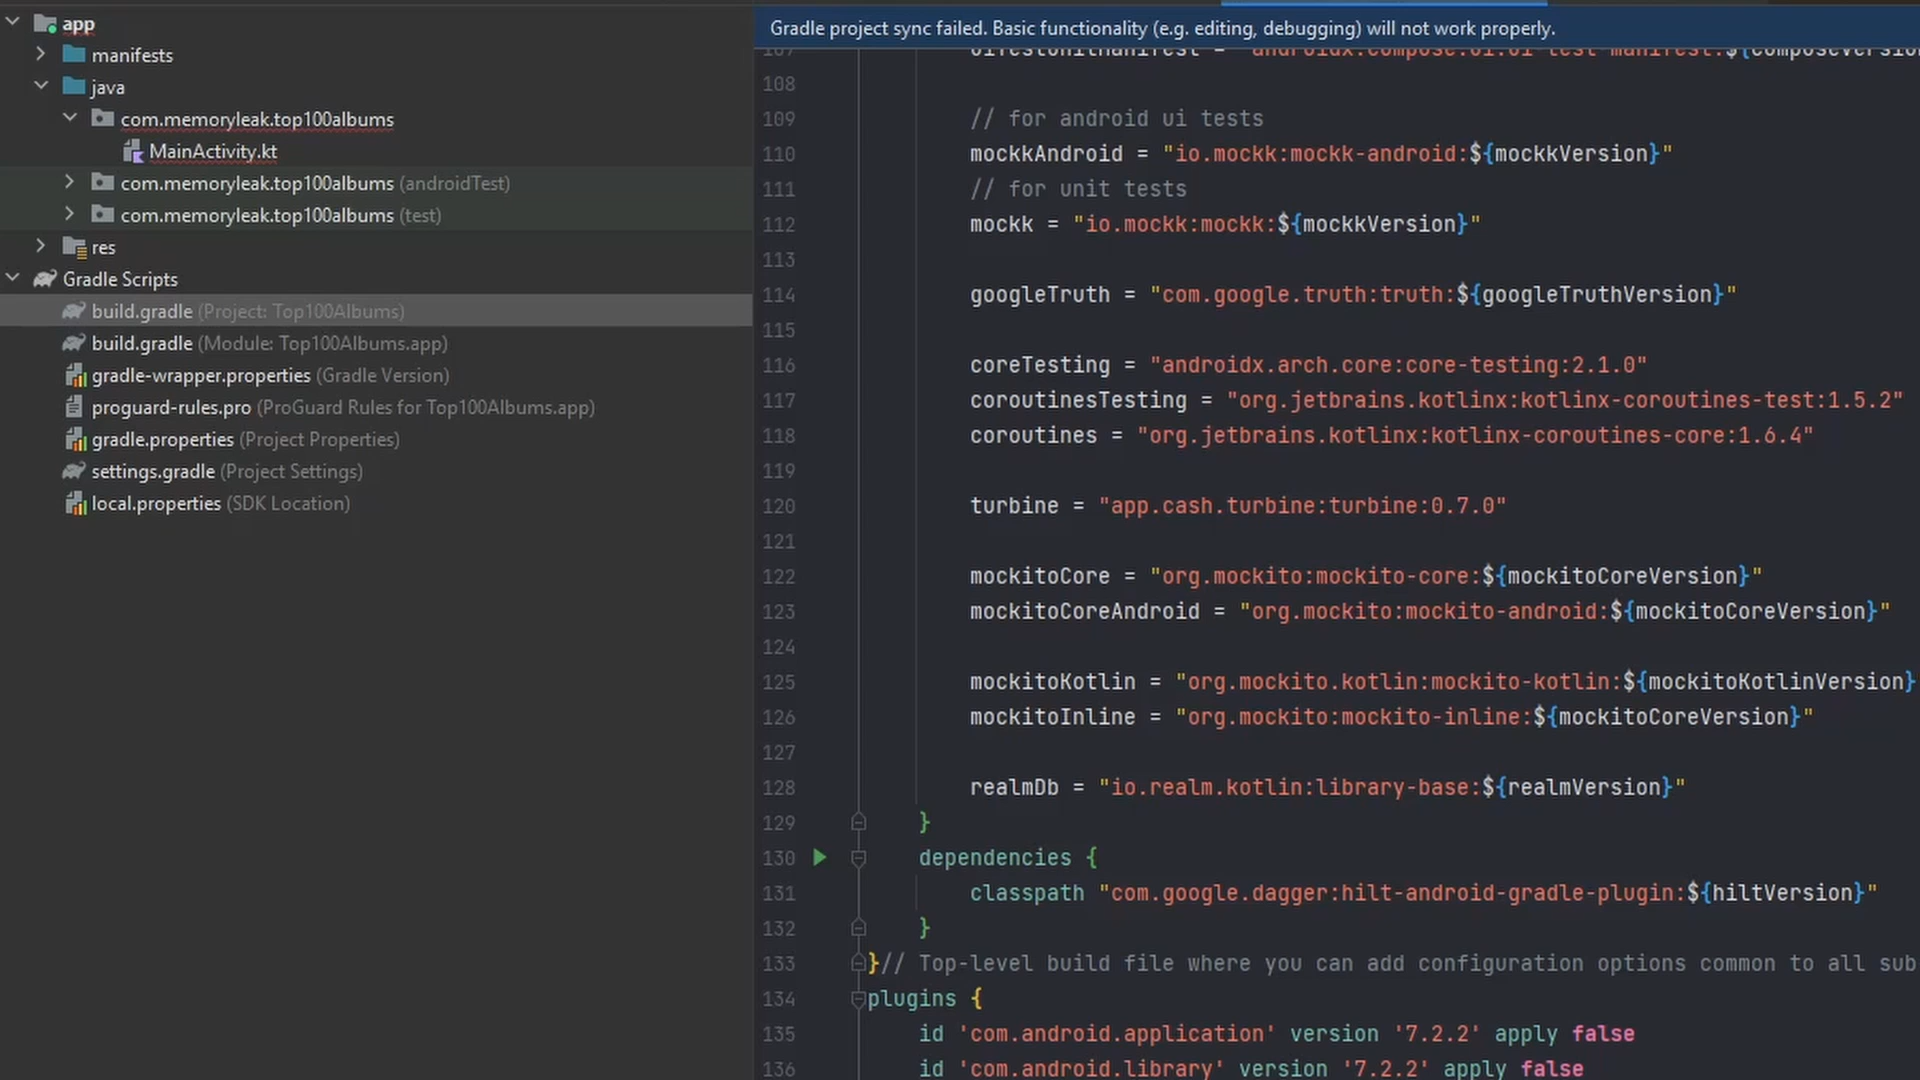 app
manifests
java
com.memoryleak.top100albums
MainActivity.kt
com.memoryleak.top100albums (androidTest)
com.memoryleak.top100albums (test)
res
Gradle Scripts
build.gradle (Project: Top100Albums)
build.gradle (Module: Top100Albums.app)
gradle-wrapper.properties (Gradle Version)
proguard-rules.pro (ProGuard Rules for Top100Albums.app)
gradle.properties (Project Properties)
settings.gradle (Project Settings)
local.properties (SDK Location)
Gradle project sync failed. Basic functionality (e.g. editing, debugging) will not work properly.
108
109 // for android ui tests
110 mockkAndroid = "io.mockk:mockk-android:${mockkVersion}"
111 // for unit tests
112 mockk = "io.mockk:mockk:${mockkVersion}"
113
114 googleTruth = "com.google.truth:truth:${googleTruthVersion}"
115
116 coreTesting = "androidx.arch.core:core-testing:2.1.0"
117 coroutinesTesting = "org.jetbrains.kotlinx:kotlinx-coroutines-test:1.5.2"
118 coroutines = "org.jetbrains.kotlinx:kotlinx-coroutines-core:1.6.4"
119
120 turbine = "app.cash.turbine:turbine:0.7.0"
121
122 mockitoCore = "org.mockito:mockito-core:${mockitoCoreVersion}"
123 mockitoCoreAndroid = "org.mockito:mockito-android:${mockitoCoreVersion}"
124
125 mockitoKotlin = "org.mockito.kotlin:mockito-kotlin:${mockitoKotlinVersion}
126 mockitoInline = "org.mockito:mockito-inline:${mockitoCoreVersion}"
127
128 realmDb = "io.realm.kotlin:library-base:${realmVersion}"
129 }
130 dependencies {
131 classpath "com.google.dagger:hilt-android-gradle-plugin:${hiltVersion}"
132 }
133 }// Top-level build file where you can add configuration options common to all sub
134 plugins {
135 id 'com.android.application' version '7.2.2' apply false
136 id 'com.android.library' version '7.2.2' apply false